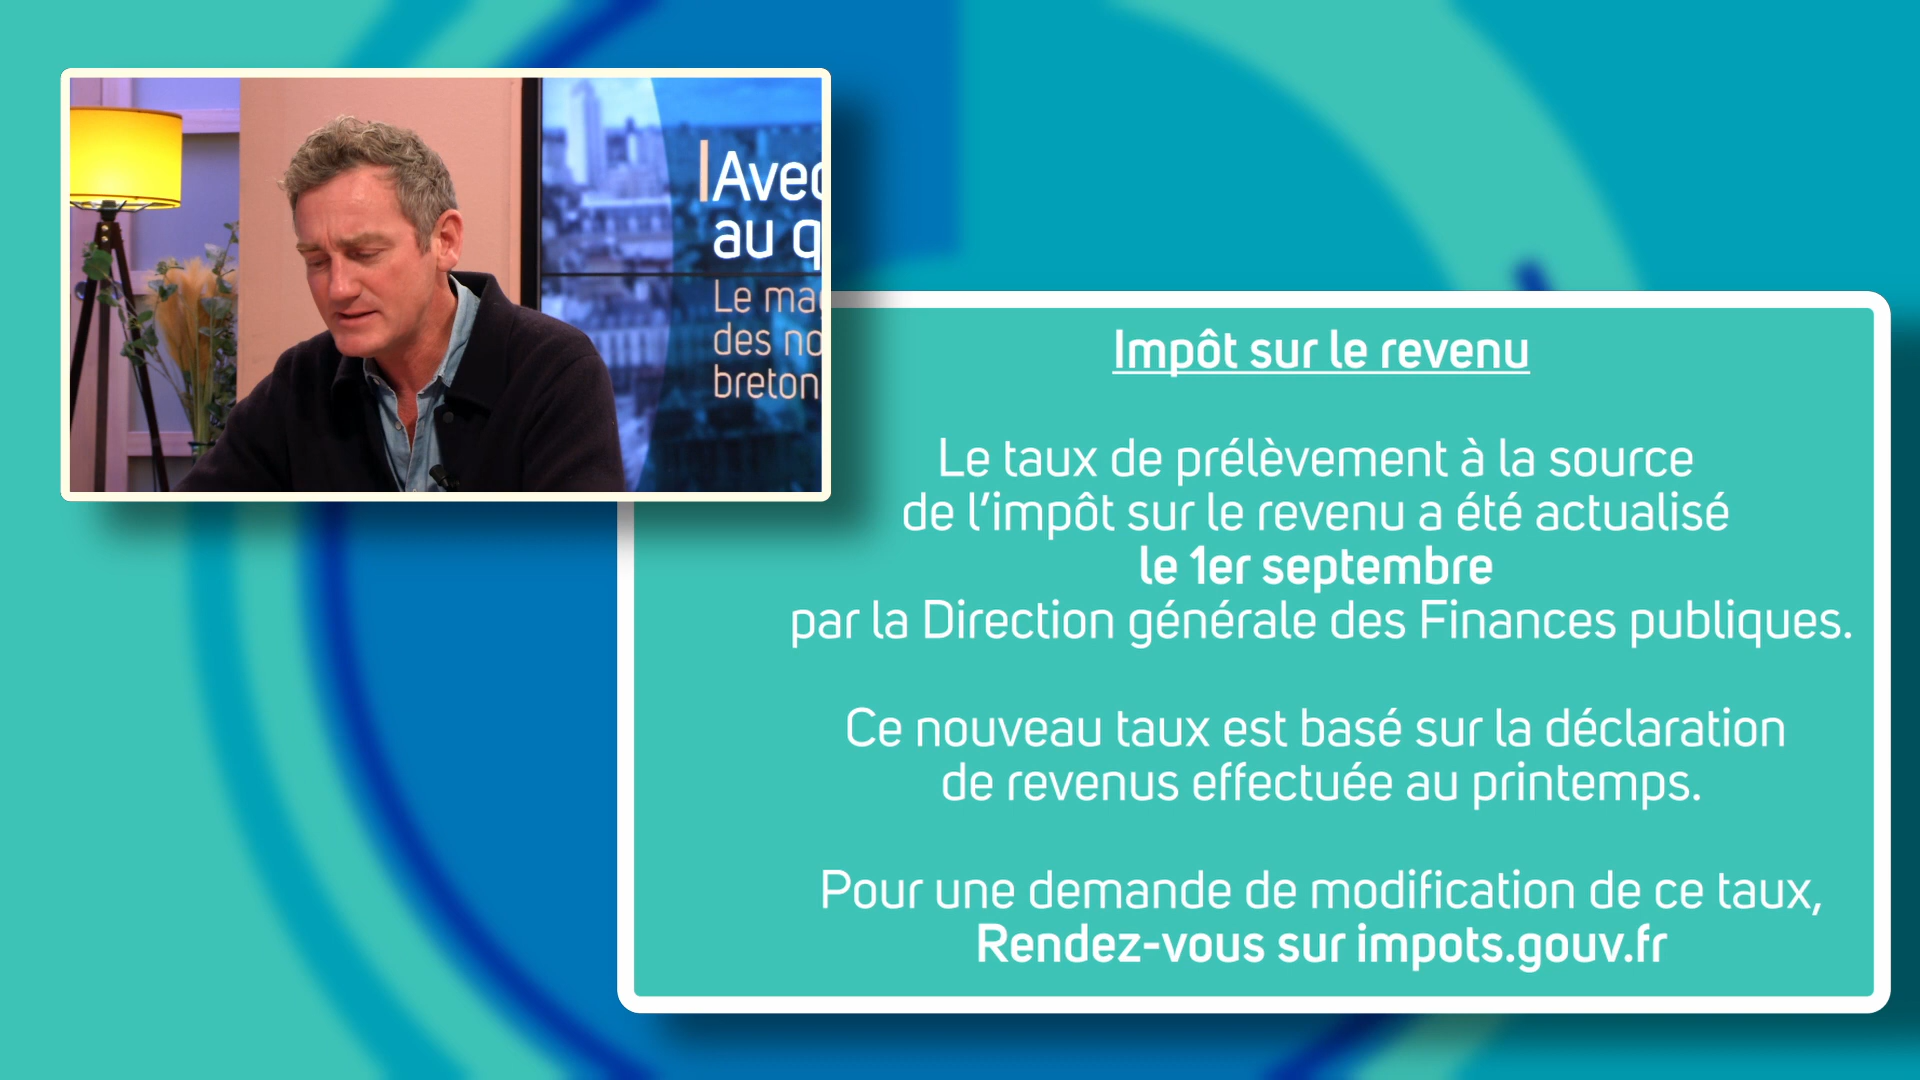 Avec
au q
Le ma
des no
breton
Impôt sur le revenu
Le taux de prélèvement à la source
de l’impôt sur le revenu a été actualisé
le 1er septembre
par la Direction générale des Finances publiques.
Ce nouveau taux est basé sur la déclaration
de revenus effectuée au printemps.
Pour une demande de modification de ce taux,
Rendez-vous sur impots.gouv.fr